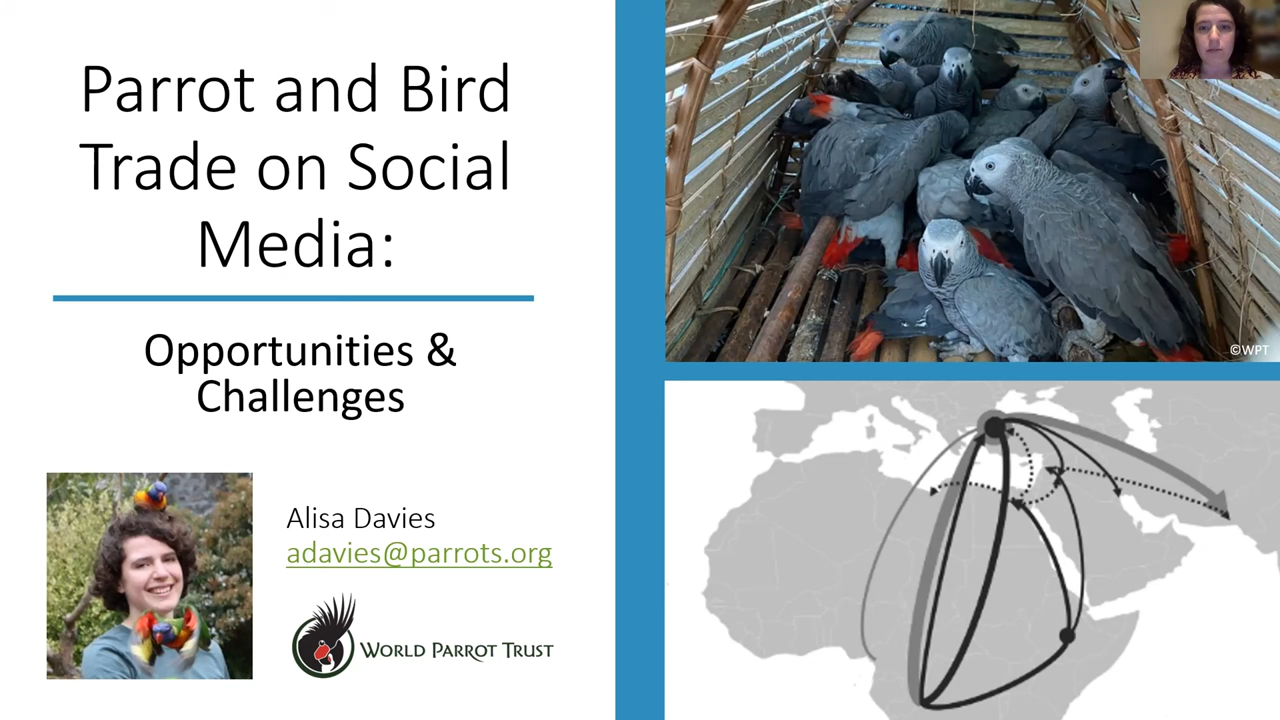 Parrot and Bird
Trade on Social
Media:
Opportunities &
Challenges
Alisa Davies
adavies@parrots.org
WORLD PARROT TRUST
©WPT